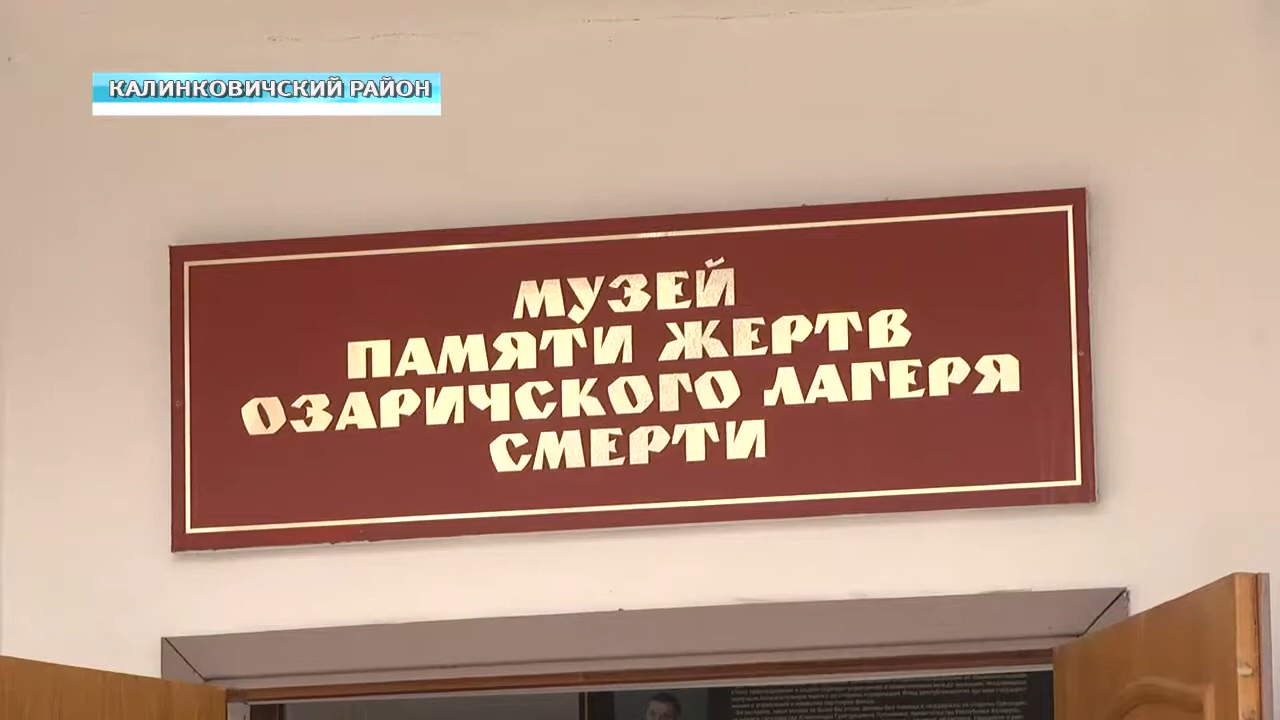 КАЛИНКОВИЧСКИЙ РАЙОН
МУЗЕЙ
ПАМЯТИ ЖЕРТВ
ОЗАРИЧСКОГО ЛАГЕРЯ
СМЕРТИ